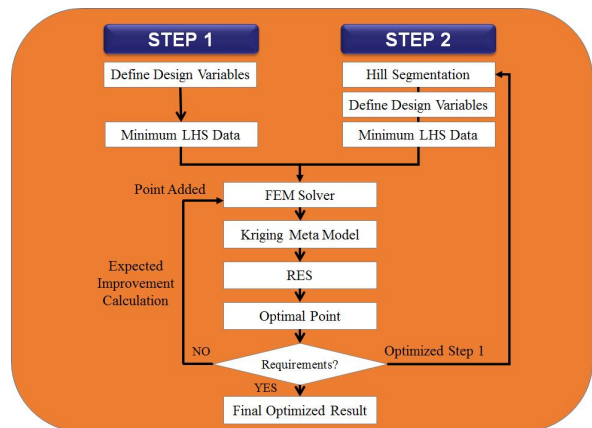 STEP 1
STEP 2
Define Design Variables
Hill Segmentation
Define Design Variables
Minimum LHS Data
Minimum LHS Data
Point Added
FEM Solver
Kriging Meta Model
Expected
Improvement
Calculation
RES
Optimal Point
NO
Requirements?
Optimized Step 1
YES
Final Optimized Result